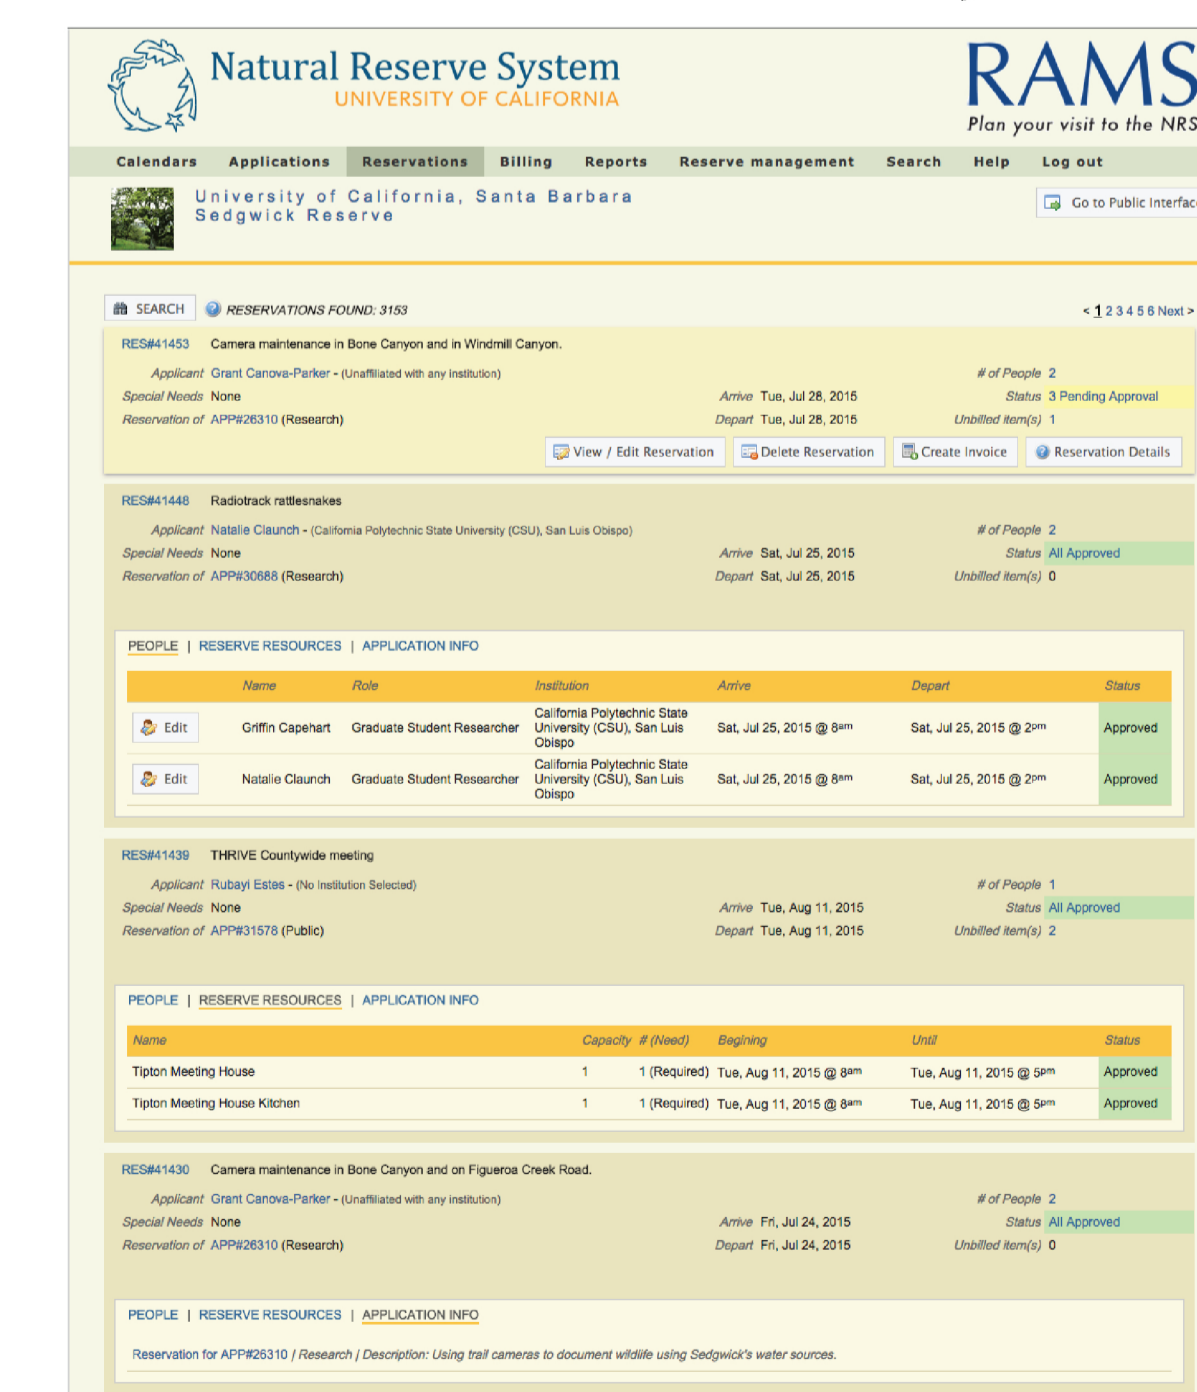 Natural Reserve System
UNIVERSITY OF CALIFORNIA
RAMS
Plan your visit to the NRS
Calendars Applications Reservations Billing Reports Reserve management Search Help Log out
University of California, Santa Barbara
Sedgwick Reserve
Go to Public Interface
SEARCH RESERVATIONS FOUND: 3153 < 1 2 3 4 5 6 Next >
RES#41453 Camera maintenance in Bone Canyon and in Windmill Canyon.
Applicant Grant Canova-Parker - (Unaffiliated with any institution) # of People 2
Special Needs None Arrive Tue, Jul 28, 2015 Status 3 Pending Approval
Reservation of APP#26310 (Research) Depart Tue, Jul 28, 2015 Unbilled item(s) 1
View / Edit Reservation Delete Reservation Create Invoice Reservation Details
RES#41448 Radiotrack rattlesnakes
Applicant Natalie Claunch - (California Polytechnic State University (CSU), San Luis Obispo) # of People 2
Special Needs None Arrive Sat, Jul 25, 2015 Status All Approved
Reservation of APP#30688 (Research) Depart Sat, Jul 25, 2015 Unbilled item(s) 0
PEOPLE | RESERVE RESOURCES | APPLICATION INFO
Name Role Institution Arrive Depart Status
Edit Griffin Capehart Graduate Student Researcher California Polytechnic State University (CSU), San Luis Obispo Sat, Jul 25, 2015 @ 8am Sat, Jul 25, 2015 @ 2pm Approved
Edit Natalie Claunch Graduate Student Researcher California Polytechnic State University (CSU), San Luis Obispo Sat, Jul 25, 2015 @ 8am Sat, Jul 25, 2015 @ 2pm Approved
RES#41439 THRIVE Countywide meeting
Applicant Rubayi Estes - (No Institution Selected) # of People 1
Special Needs None Arrive Tue, Aug 11, 2015 Status All Approved
Reservation of APP#31578 (Public) Depart Tue, Aug 11, 2015 Unbilled item(s) 2
PEOPLE | RESERVE RESOURCES | APPLICATION INFO
Name Capacity # (Need) Begining Until Status
Tipton Meeting House 1 1 (Required) Tue, Aug 11, 2015 @ 8am Tue, Aug 11, 2015 @ 5pm Approved
Tipton Meeting House Kitchen 1 1 (Required) Tue, Aug 11, 2015 @ 8am Tue, Aug 11, 2015 @ 5pm Approved
RES#41430 Camera maintenance in Bone Canyon and on Figueroa Creek Road.
Applicant Grant Canova-Parker - (Unaffiliated with any institution) # of People 2
Special Needs None Arrive Fri, Jul 24, 2015 Status All Approved
Reservation of APP#26310 (Research) Depart Fri, Jul 24, 2015 Unbilled item(s) 0
PEOPLE | RESERVE RESOURCES | APPLICATION INFO
Reservation for APP#26310 / Research / Description: Using trail cameras to document wildlife using Sedgwick's water sources.